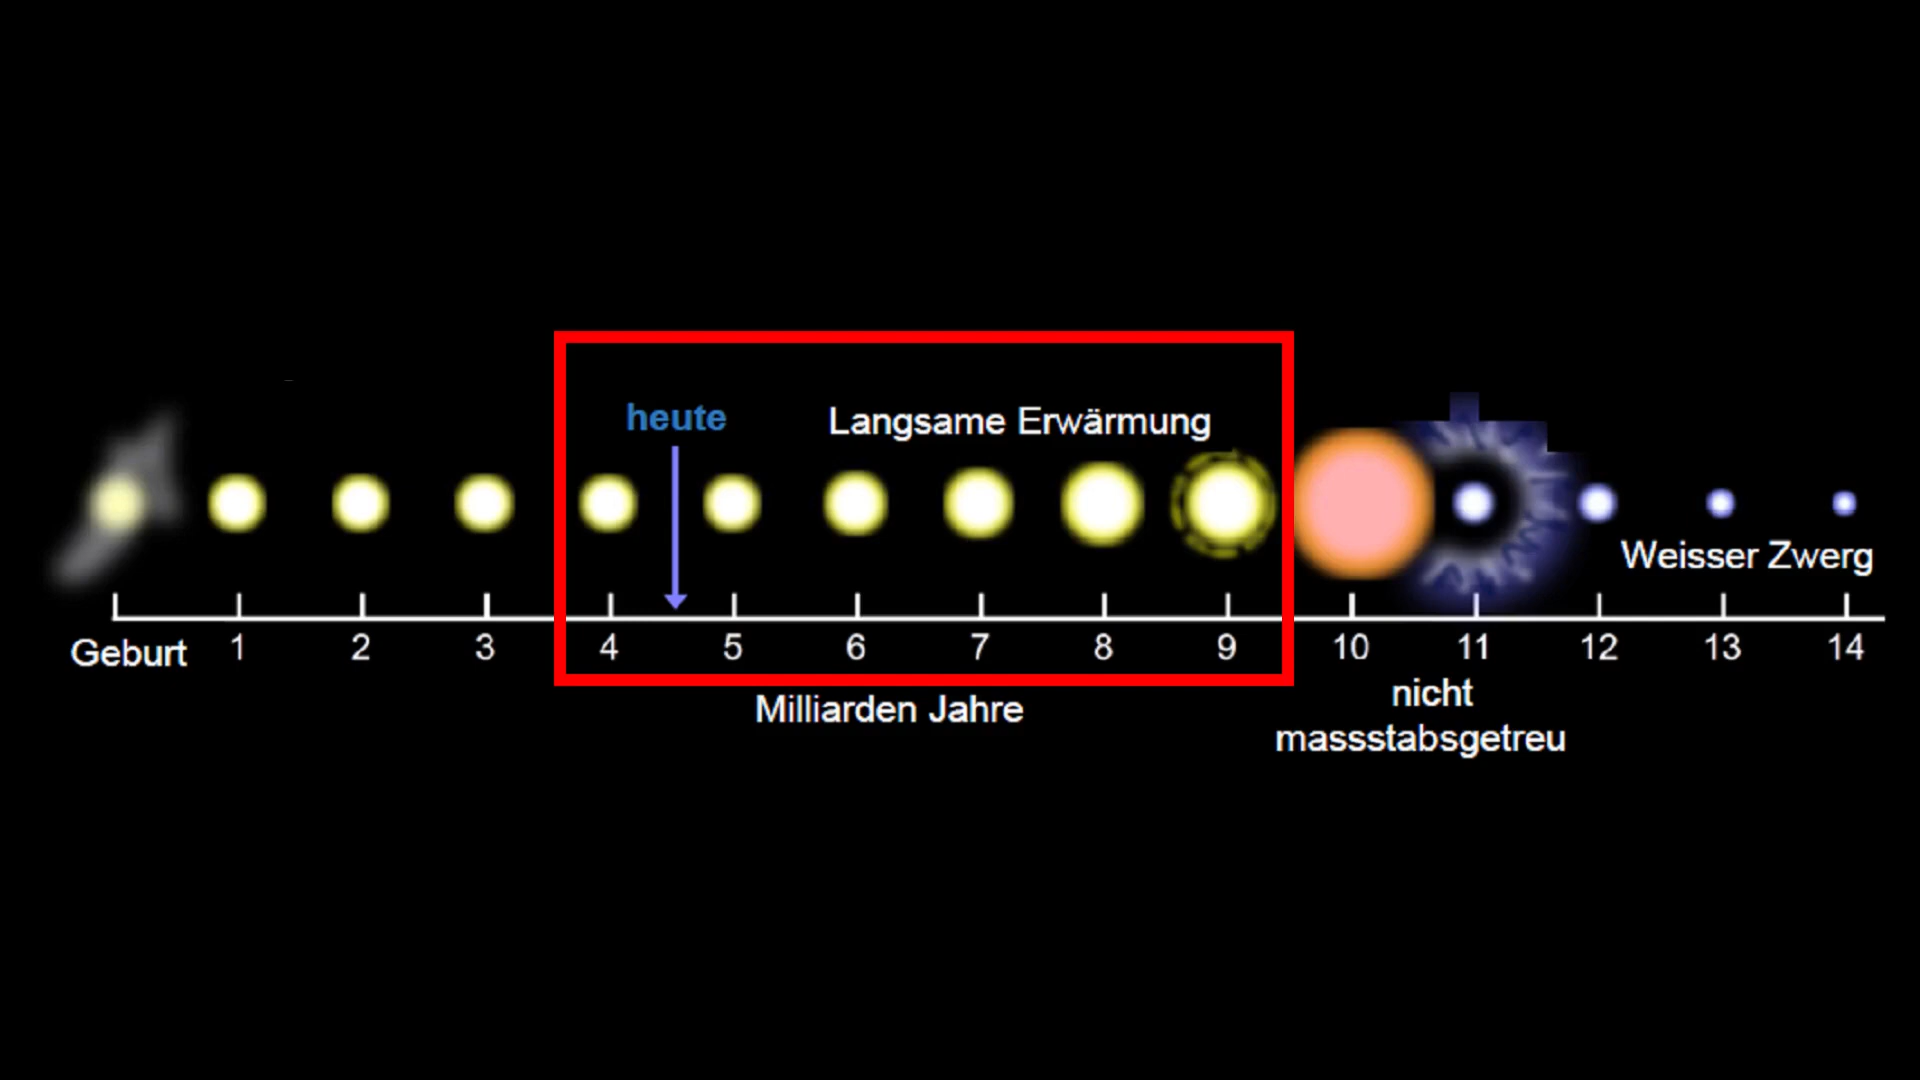 heute
Langsame Erwärmung
Weisser Zwerg
Geburt 1 2 3 4 5 6 7 8 9 10 11 12 13 14
Milliarden Jahre
nicht
massstabsgetreu